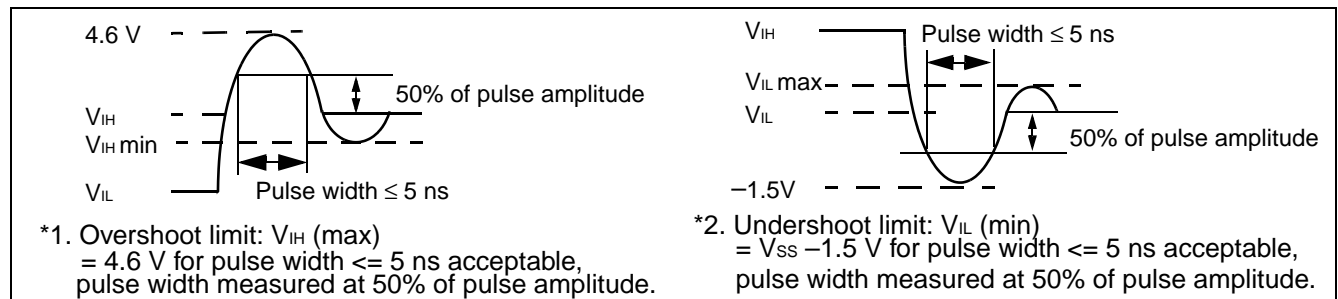 4.6 V
50% of pulse amplitude
VIH
VIH min
VIL
Pulse width ≤ 5 ns
*1. Overshoot limit: VIH (max)
= 4.6 V for pulse width <= 5 ns acceptable,
pulse width measured at 50% of pulse amplitude.
VIH
Pulse width ≤ 5 ns
VIL max
VIL
50% of pulse amplitude
–1.5V
*2. Undershoot limit: VIL (min)
= VSS –1.5 V for pulse width <= 5 ns acceptable,
pulse width measured at 50% of pulse amplitude.